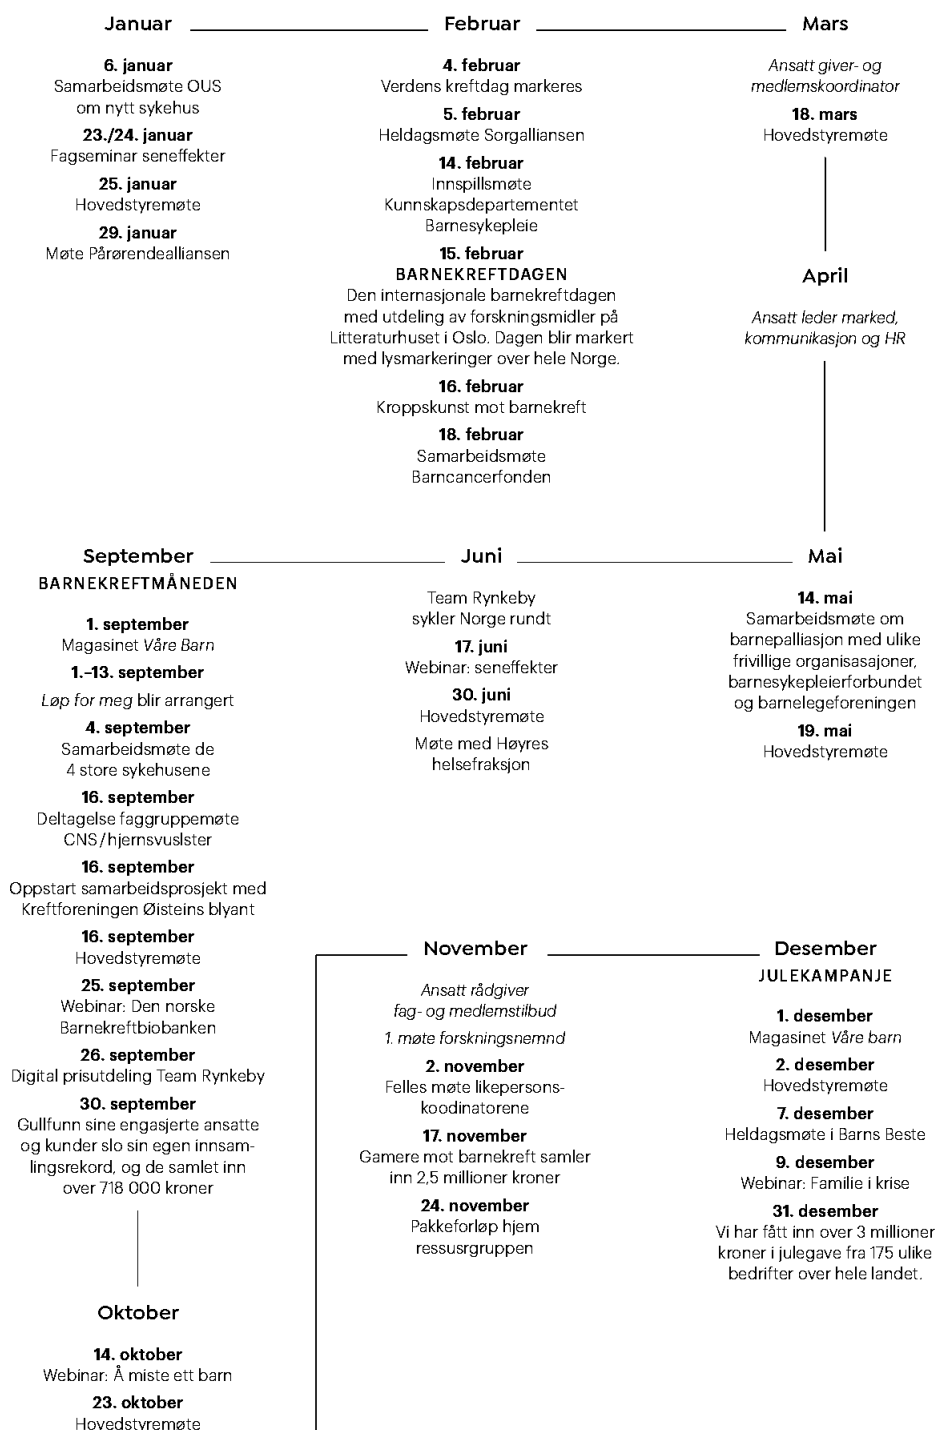 Januar
6. januar
Samarbeidsmøte OUS
om nytt sykehus
23./24. januar
Fagseminar seneffekter
25. januar
Hovedstyremøte
29. januar
Møte Pårørendealliansen
Februar
4. februar
Verdens kreftdag markeres
5. februar
Heldagsmøte Sorgalliansen
14. februar
Innspillsmøte
Kunnskapsdepartementet
Barnesykepleie
15. februar
BARNEKREFTDAGEN
Den internasjonale barnekreftdagen
med utdeling av forskningsmidler på
Litteraturhuset i Oslo. Dagen blir markert
med lysmarkeringer over hele Norge.
16. februar
Kroppskunst mot barnekreft
18. februar
Samarbeidsmøte
Barncancerfonden
Mars
Ansatt giver- og
medlemskoordinator
18. mars
Hovedstyremøte
April
Ansatt leder marked,
kommunikasjon og HR
Mai
14. mai
Samarbeidsmøte om
barnepalliasjon med ulike
frivillige organisasajoner,
barnesykepleierforbundet
og barnelegeforeningen
19. mai
Hovedstyremøte
Juni
Team Rynkeby
sykler Norge rundt
17. juni
Webinar: seneffekter
30. juni
Hovedstyremøte
Møte med Høyres
helsefraksjon
September
BARNEKREFTMÅNEDEN
1. september
Magasinet Våre Barn
1.–13. september
Løp for meg blir arrangert
4. september
Samarbeidsmøte de
4 store sykehusene
16. september
Deltagelse faggruppemøte
CNS/hjernsvuslster
16. september
Oppstart samarbeidsprosjekt med
Kreftforeningen Øisteins blyant
16. september
Hovedstyremøte
25. september
Webinar: Den norske
Barnekreftbiobanken
26. september
Digital prisutdeling Team Rynkeby
30. september
Gullfunn sine engasjerte ansatte
og kunder slo sin egen innsam-
lingsrekord, og de samlet inn
over 718 000 kroner
Oktober
14. oktober
Webinar: Å miste ett barn
23. oktober
Hovedstyremøte
November
Ansatt rådgiver
fag- og medlemstilbud
1. møte forskningsnemnd
2. november
Felles møte likepersons-
koodinatorene
17. november
Gamere mot barnekreft samler
inn 2,5 millioner kroner
24. november
Pakkeforløp hjem
ressusrgruppen
Desember
JULEKAMPANJE
1. desember
Magasinet Våre barn
2. desember
Hovedstyremøte
7. desember
Heldagsmøte i Barns Beste
9. desember
Webinar: Familie i krise
31. desember
Vi har fått inn over 3 millioner
kroner i julegave fra 175 ulike
bedrifter over hele landet.